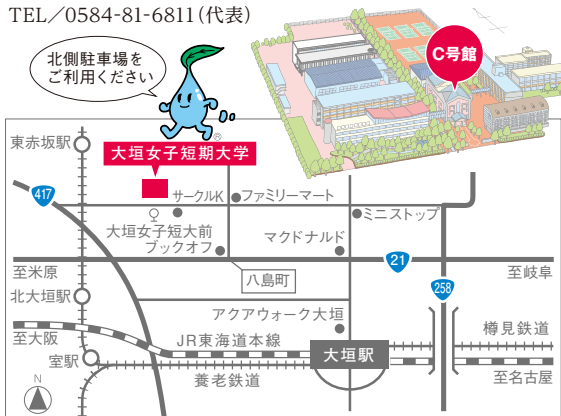 TEL／0584-81-6811(代表)
北側駐車場を
ご利用ください
C号館
東赤坂駅
大垣女子短期大学
®
417
サークルK
ファミリーマート
ミニストップ
大垣女子短大前
ブックオフ
マクドナルド
21
至米原
八島町
至岐阜
北大垣駅
258
アクアウォーク大垣
至大阪
JR東海道本線
大垣駅
樽見鉄道
室駅
養老鉄道
至名古屋
N